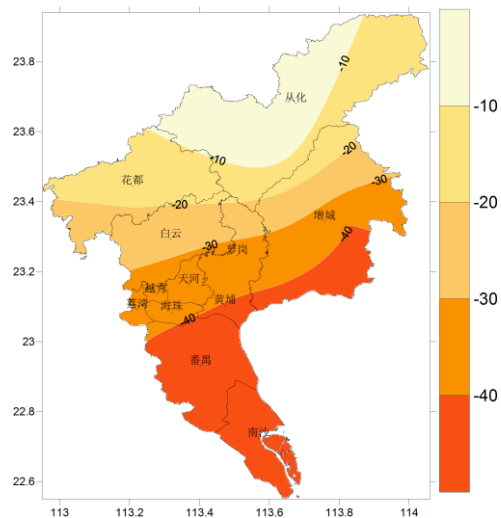 23.8
-10
从化
-10
23.6
-10
-20
花都
-30
-20
-20
23.4
增城
白云
-30
萝岗
-40
-30
23.2
天河
越秀
荔湾
海珠
黄埔
-40
23
番禺
-40
22.8
南沙
22.6
113
113.2
113.4
113.6
113.8
114